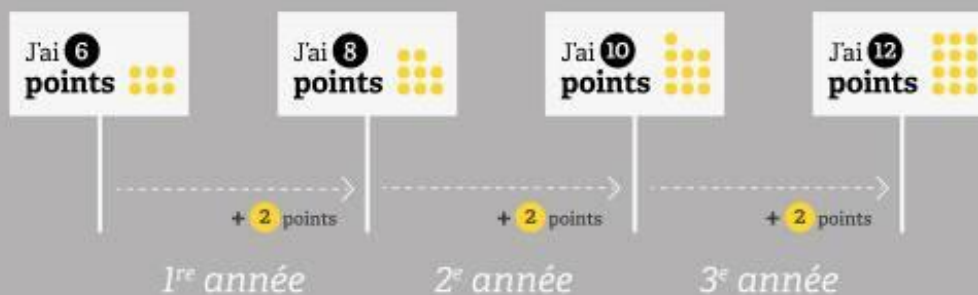 J'ai 6
points
J'ai 8
points
J'ai 10
points
J'ai 12
points
+ 2 points
+ 2 points
+ 2 points
1re année
2e année
3e année